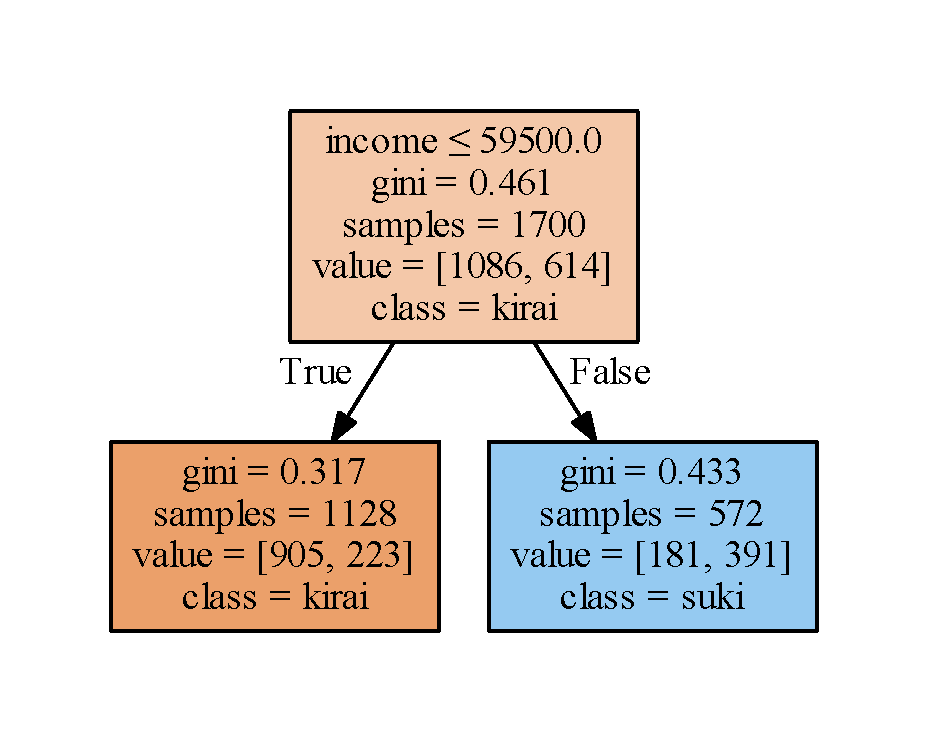 income ≤ 59500.0
gini = 0.461
samples = 1700
value = [1086, 614]
class = kirai
True
False
gini = 0.317
samples = 1128
value = [905, 223]
class = kirai
gini = 0.433
samples = 572
value = [181, 391]
class = suki